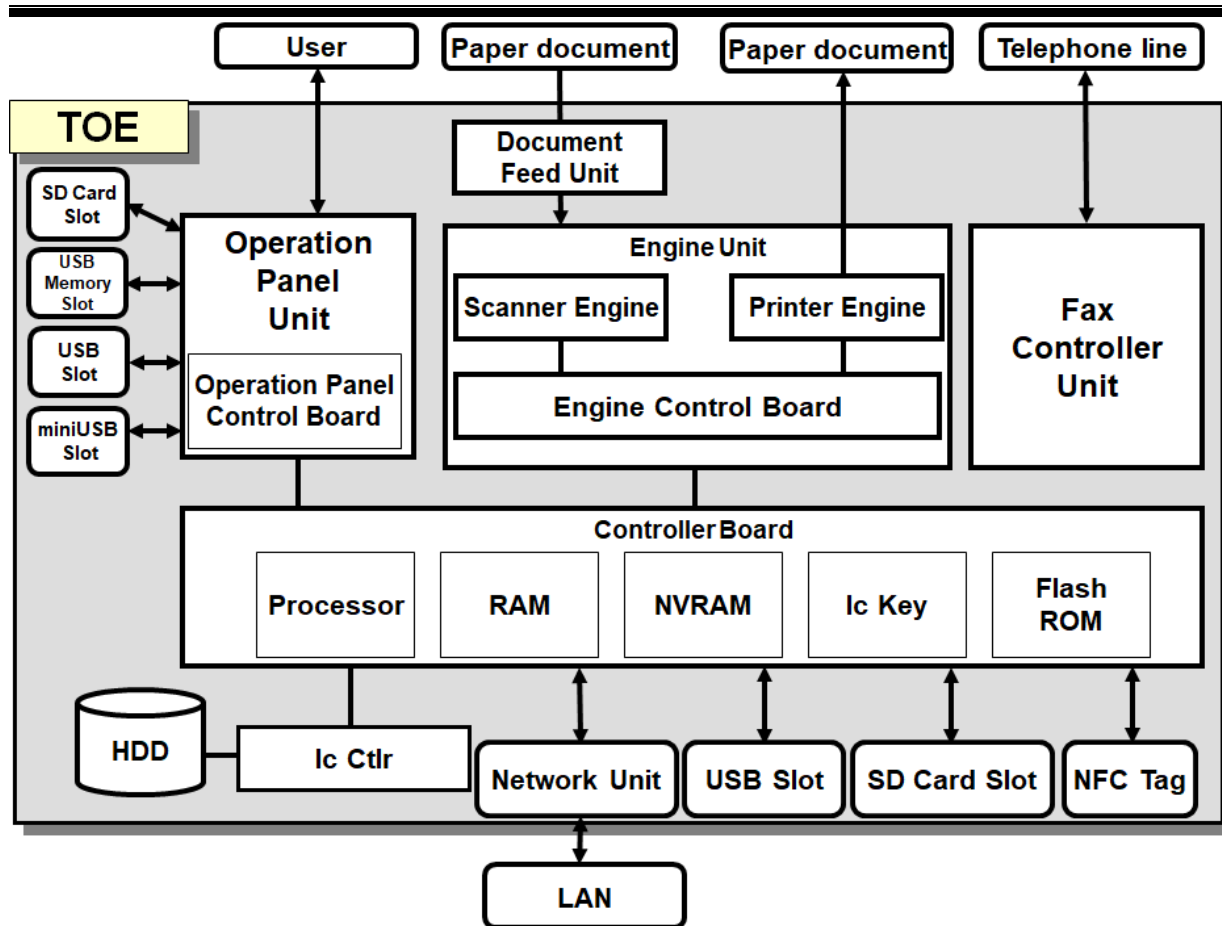 User
Paper document
Paper document
Telephone line
TOE
Document
Feed Unit
SD Card
Slot
USB
Memory
Slot
USB
Slot
miniUSB
Slot
Operation
Panel
Unit
Operation Panel
Control Board
Engine Unit
Scanner Engine
Printer Engine
Engine Control Board
Fax
Controller
Unit
Controller Board
Processor
RAM
NVRAM
Ic Key
Flash
ROM
HDD
Ic Ctlr
Network Unit
USB Slot
SD Card Slot
NFC Tag
LAN